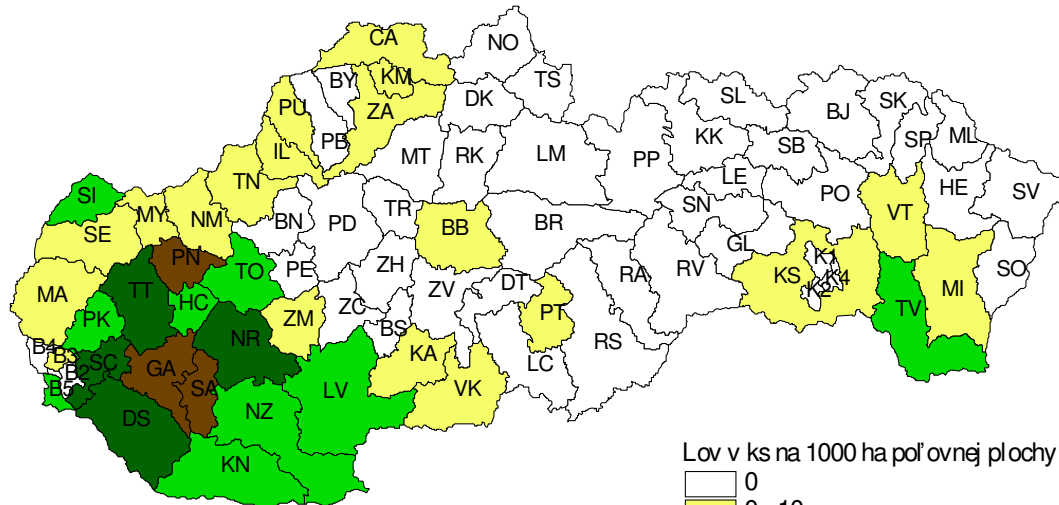 CA
NO
BY
KM
TS
PU
ZA
DK
SL
BJ
SK
PB
SP
ML
IL
MT
RK
LM
PP
KK
SB
TN
LE
PO
HE
SV
SI
MY
NM
BN
PD
TR
BB
BR
SN
VT
SE
GL
PN
TO
PE
ZH
K1
KS
K4
K2
RA
RV
SO
MA
TT
HC
ZM
ZC
ZV
DT
MI
PK
BS
PT
TV
B4
B3
SC
NR
KA
RS
B2
GA
SA
LC
B5
LV
VK
DS
NZ
KN
Lov v ks na 1000 ha poľovnej plochy
0